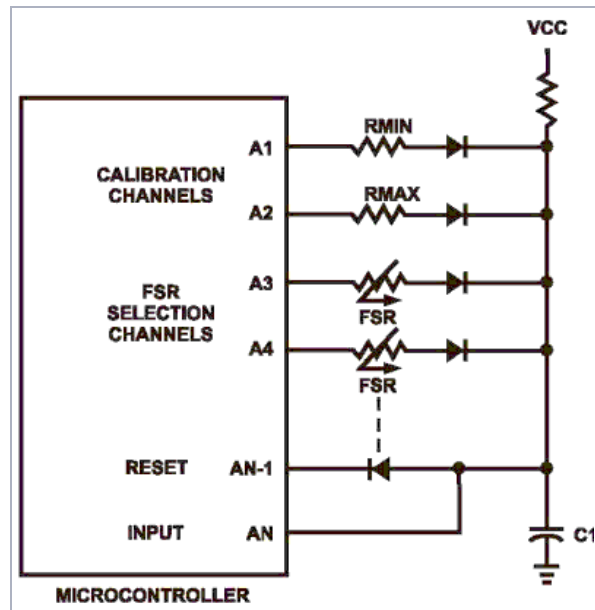 VCC
A1
RMIN
CALIBRATION
CHANNELS
A2
RMAX
FSR
SELECTION
CHANNELS
A3
FSR
A4
FSR
RESET
AN-1
INPUT
AN
C1
MICROCONTROLLER